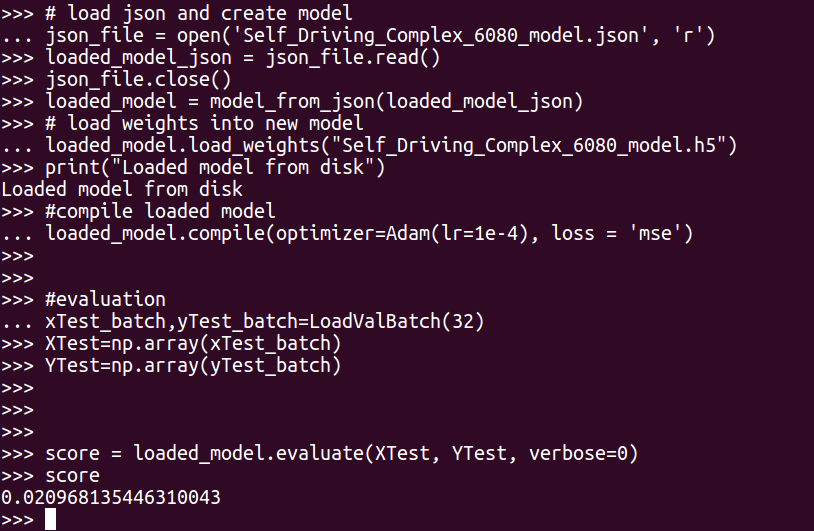 >>> # load json and create model
... json_file = open('Self_Driving_Complex_6080_model.json', 'r')
>>> loaded_model_json = json_file.read()
>>> json_file.close()
>>> loaded_model = model_from_json(loaded_model_json)
>>> # load weights into new model
... loaded_model.load_weights("Self_Driving_Complex_6080_model.h5")
>>> print("Loaded model from disk")
Loaded model from disk
>>> #compile loaded model
... loaded_model.compile(optimizer=Adam(lr=1e-4), loss = 'mse')
>>>
>>>
>>> #evaluation
... xTest_batch,yTest_batch=LoadValBatch(32)
>>> XTest=np.array(xTest_batch)
>>> YTest=np.array(yTest_batch)
>>>
>>>
>>>
>>> score = loaded_model.evaluate(XTest, YTest, verbose=0)
>>> score
0.020968135446310043
>>>